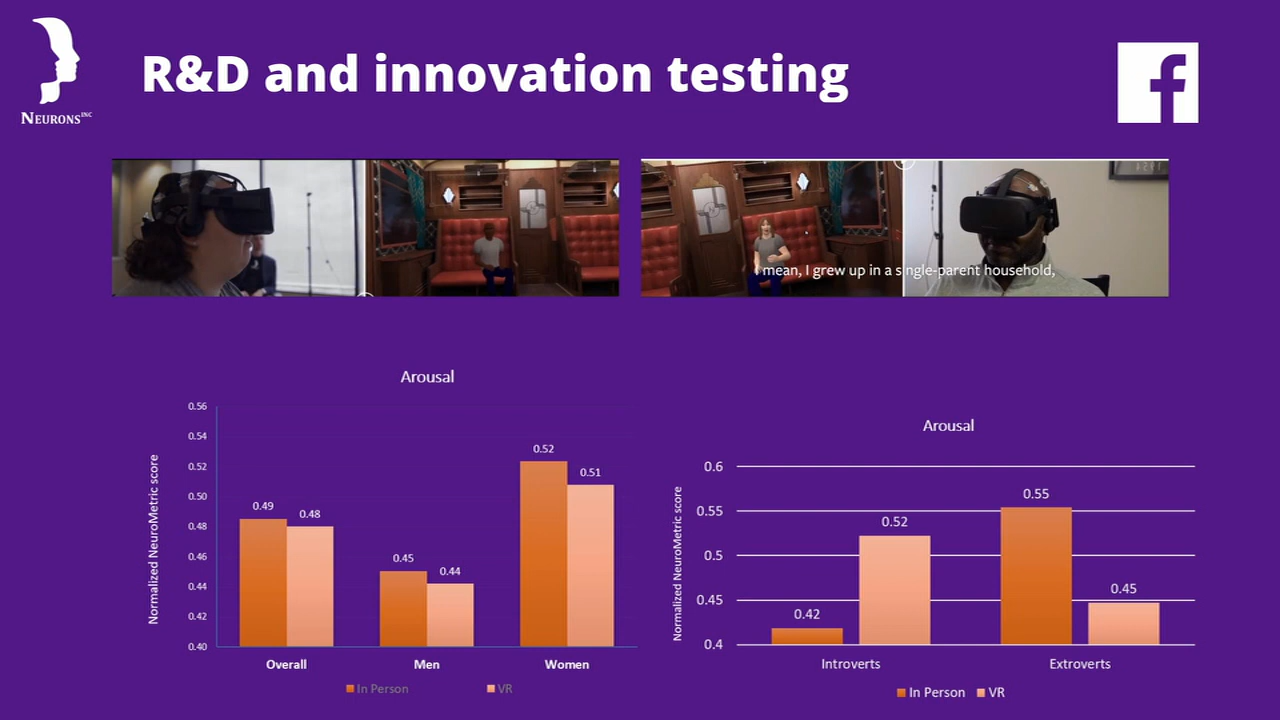 R&D and innovation testing
NEURONS INC
f
mean, I grew up in a single-parent household,
Arousal
Normalized NeuroMetric score
0.56
0.54
0.52
0.50
0.48
0.46
0.44
0.42
0.40
0.49
0.48
0.45
0.44
0.52
0.51
Overall
Men
Women
In Person
VR
Arousal
Normalized NeuroMetric score
0.6
0.55
0.5
0.45
0.4
0.42
0.52
0.55
0.45
Introverts
Extroverts
In Person
VR